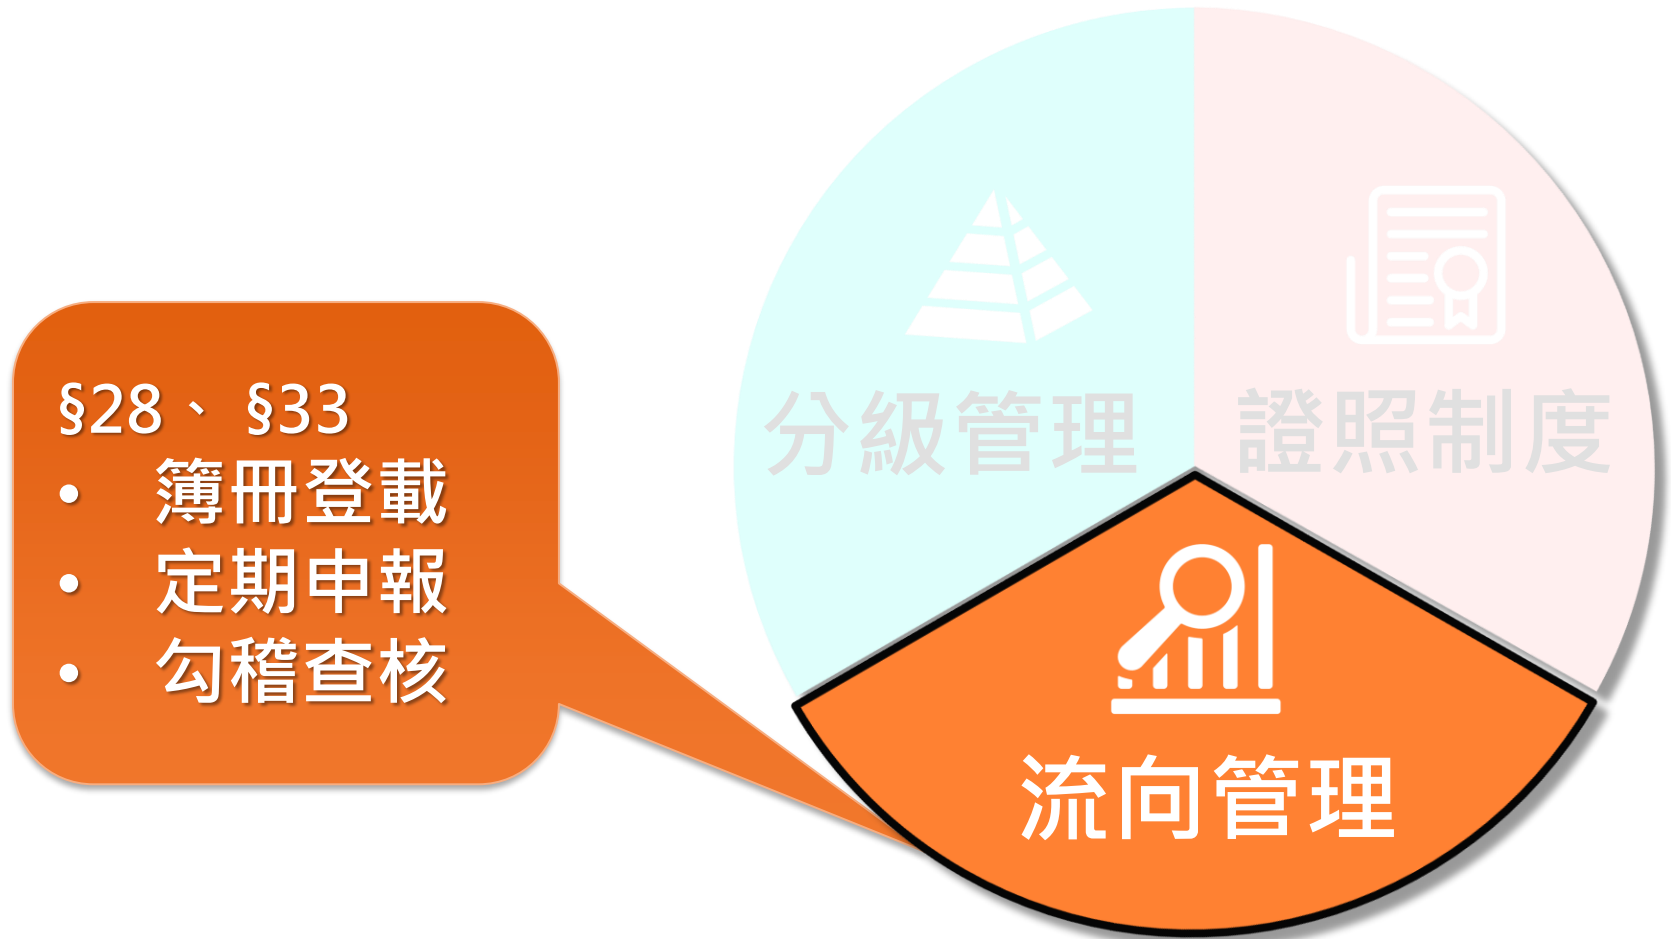 §28、 §33
• 簿冊登載
• 定期申報
• 勾稽查核
分級管理
證照制度
流向管理